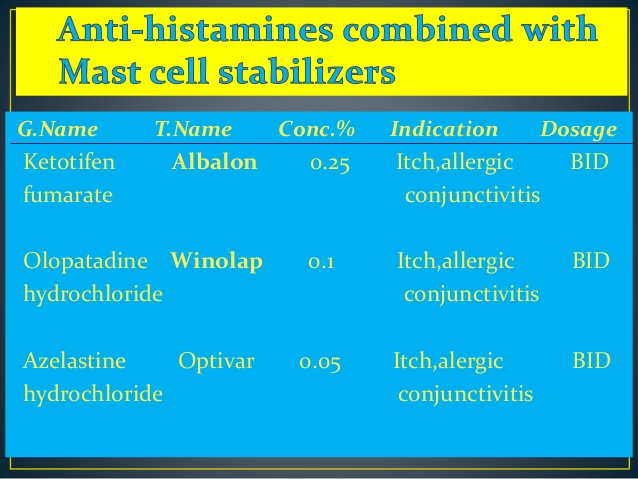 Anti-histamines combined with
Mast cell stabilizers
G.Name T.Name Conc.% Indication Dosage
Ketotifen Albalon 0.25 Itch,allergic BID
fumarate conjunctivitis
Olopatadine Winolap 0.1 Itch,allergic BID
hydrochloride conjunctivitis
Azelastine Optivar 0.05 Itch,alergic BID
hydrochloride conjunctivitis